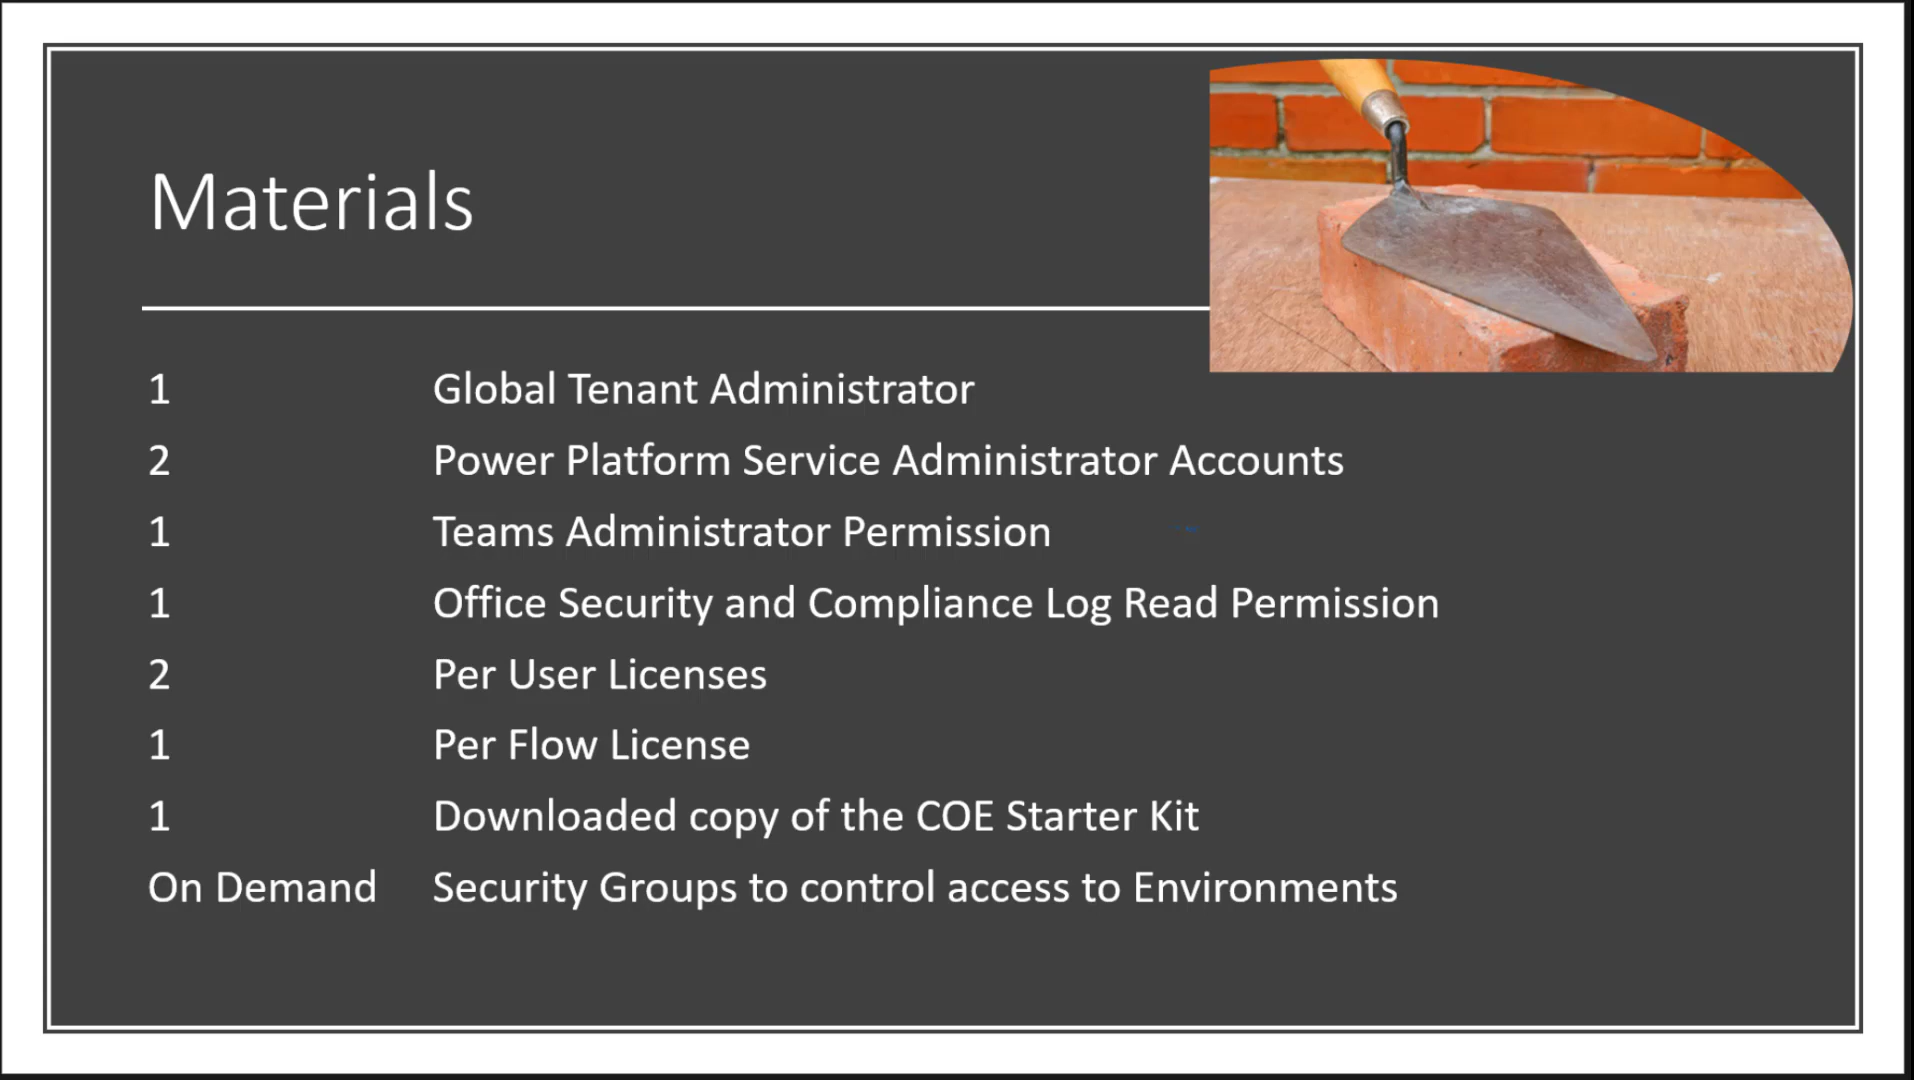 Materials
1 Global Tenant Administrator
2 Power Platform Service Administrator Accounts
1 Teams Administrator Permission
1 Office Security and Compliance Log Read Permission
2 Per User Licenses
1 Per Flow License
1 Downloaded copy of the COE Starter Kit
On Demand Security Groups to control access to Environments